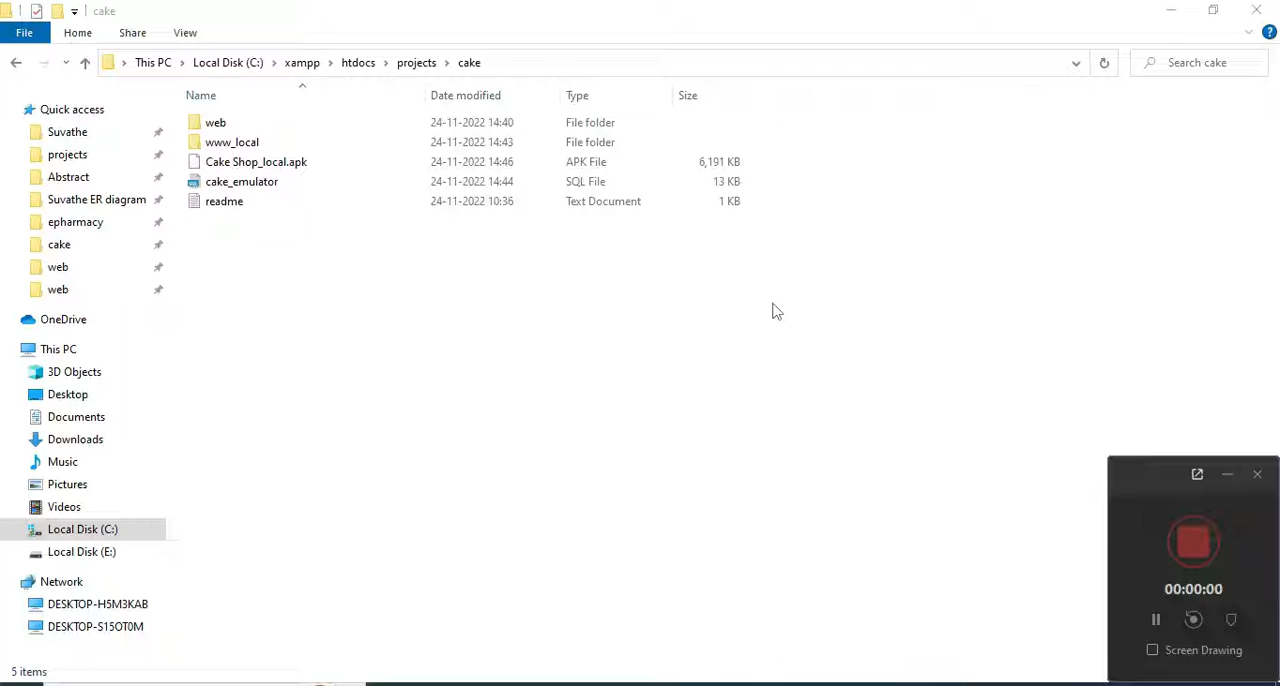 cake
File Home Share View
This PC Local Disk (C:) xampp htdocs projects cake Search cake
Name Date modified Type Size
Quick access
web 24-11-2022 14:40 File folder
Suvathe
www_local 24-11-2022 14:43 File folder
projects
Cake Shop_local.apk 24-11-2022 14:46 APK File 6,191 KB
Abstract
cake_emulator 24-11-2022 14:44 SQL File 13 KB
Suvathe ER diagram
readme 24-11-2022 10:36 Text Document 1 KB
epharmacy
cake
web
web
OneDrive
This PC
3D Objects
Desktop
Documents
Downloads
Music
Pictures
Videos
Local Disk (C:)
Local Disk (E:)
Network
DESKTOP-H5M3KAB
DESKTOP-S15OT0M
00:00:00
Screen Drawing
5 items